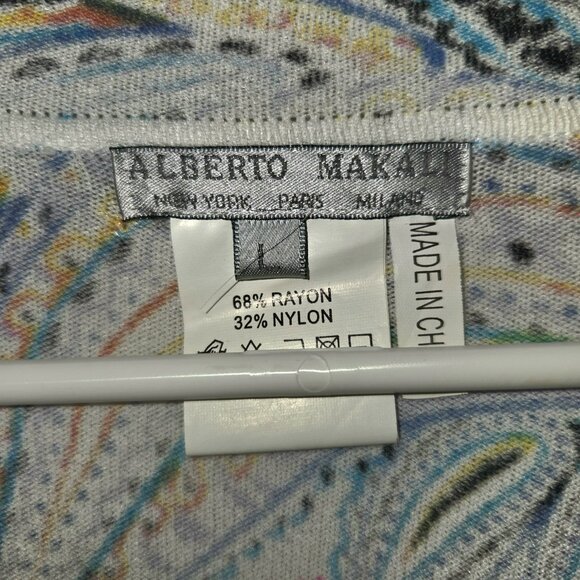 ALBERTO MAKALI
NEW YORK PARIS MILANO
L
68% RAYON
32% NYLON
MADE IN CH